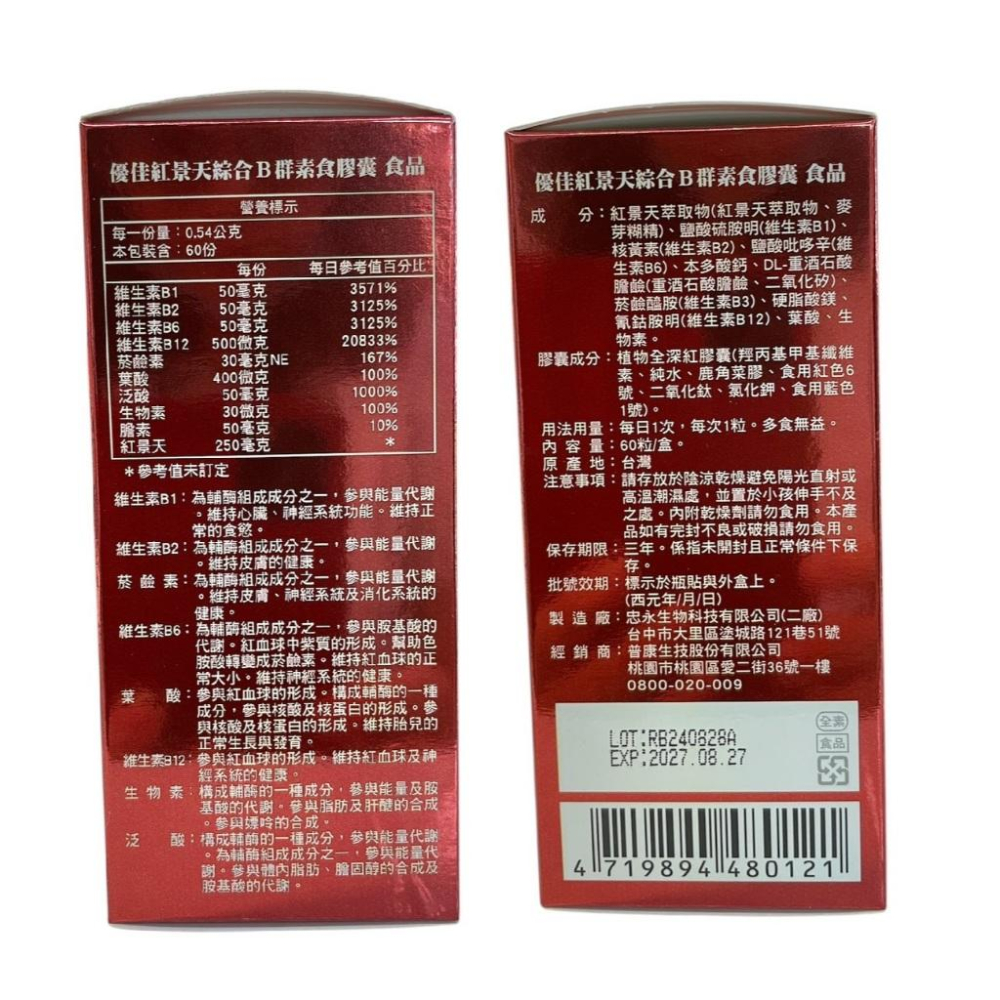 優佳紅景天綜合B群素食膠囊 食品
營養標示
每一份量：0.54公克
本包裝含：60份
每份 每日參考值百分比
維生素B1 50毫克 3571%
維生素B2 50毫克 3125%
維生素B6 50毫克 3125%
維生素B12 500微克 20833%
菸鹼素 30毫克NE 167%
葉酸 400微克 100%
泛酸 50毫克 1000%
生物素 30微克 100%
膽素 50毫克 10%
紅景天 250毫克 *
*參考值未訂定
維生素B1：為輔酶組成成分之一，參與能量代謝
。維持心臟、神經系統功能。維持正
常的食慾。
維生素B2：為輔酶組成成分之一，參與能量代謝
。維持皮膚的健康。
菸鹼素：為輔酶組成成分之一，參與能量代謝
。維持皮膚、神經系統及消化系統的
健康。
維生素B6：為輔酶組成成分之一，參與胺基酸的
代謝。紅血球中紫質的形成。幫助色
胺酸轉變成菸鹼素。維持紅血球的正
常大小。維持神經系統的健康。
葉酸：參與紅血球的形成。構成輔酶的一種
成分，參與核酸及核蛋白的形成。參
與核酸及核蛋白的形成。維持胎兒的
正常生長與發育。
維生素B12：參與紅血球的形成。維持紅血球及神
經系統的健康。
生物素：構成輔酶的一種成分，參與能量及胺
基酸的代謝。參與脂肪及肝醣的合成
。參與嘌呤的合成。
泛酸：構成輔酶的一種成分，參與能量代謝
。為輔酶組成成分之一，參與能量代
謝。參與體內脂肪、膽固醇的合成及
胺基酸的代謝。
優佳紅景天綜合B群素食膠囊 食品
成分：紅景天萃取物(紅景天萃取物、麥
芽糊精)、鹽酸硫胺明(維生素B1)、
核黃素(維生素B2)、鹽酸吡哆辛(維
生素B6)、本多酸鈣、DL-重酒石酸
膽鹼(重酒石酸膽鹼、二氧化矽)、
菸鹼醯胺(維生素B3)、硬脂酸鎂、
氰鈷胺明(維生素B12)、葉酸、生
物素。
膠囊成分：植物全深紅膠囊(羥丙基甲基纖維
素、純水、鹿角菜膠、食用紅色6
號、二氧化鈦、氯化鉀、食用藍色
1號)。
用法用量：每日1次，每次1粒。多食無益。
內容量：60粒/盒。
原產地：台灣
注意事項：請存放於陰涼乾燥避免陽光直射或
高溫潮濕處，並置於小孩伸手不及
之處。內附乾燥劑請勿食用。本產
品如有完封不良或破損請勿食用。
保存期限：三年。係指未開封且正常條件下保
存。
批號效期：標示於瓶貼與外盒上。
(西元年/月/日)
製造廠：忠永生物科技有限公司(二廠)
台中市大里區塗城路121巷51號
經銷商：普康生技股份有限公司
桃園市桃園區愛二街36號一樓
0800-020-009
全素
食品
LOT:RB240828A
EXP:2027.08.27
4 719894 480121